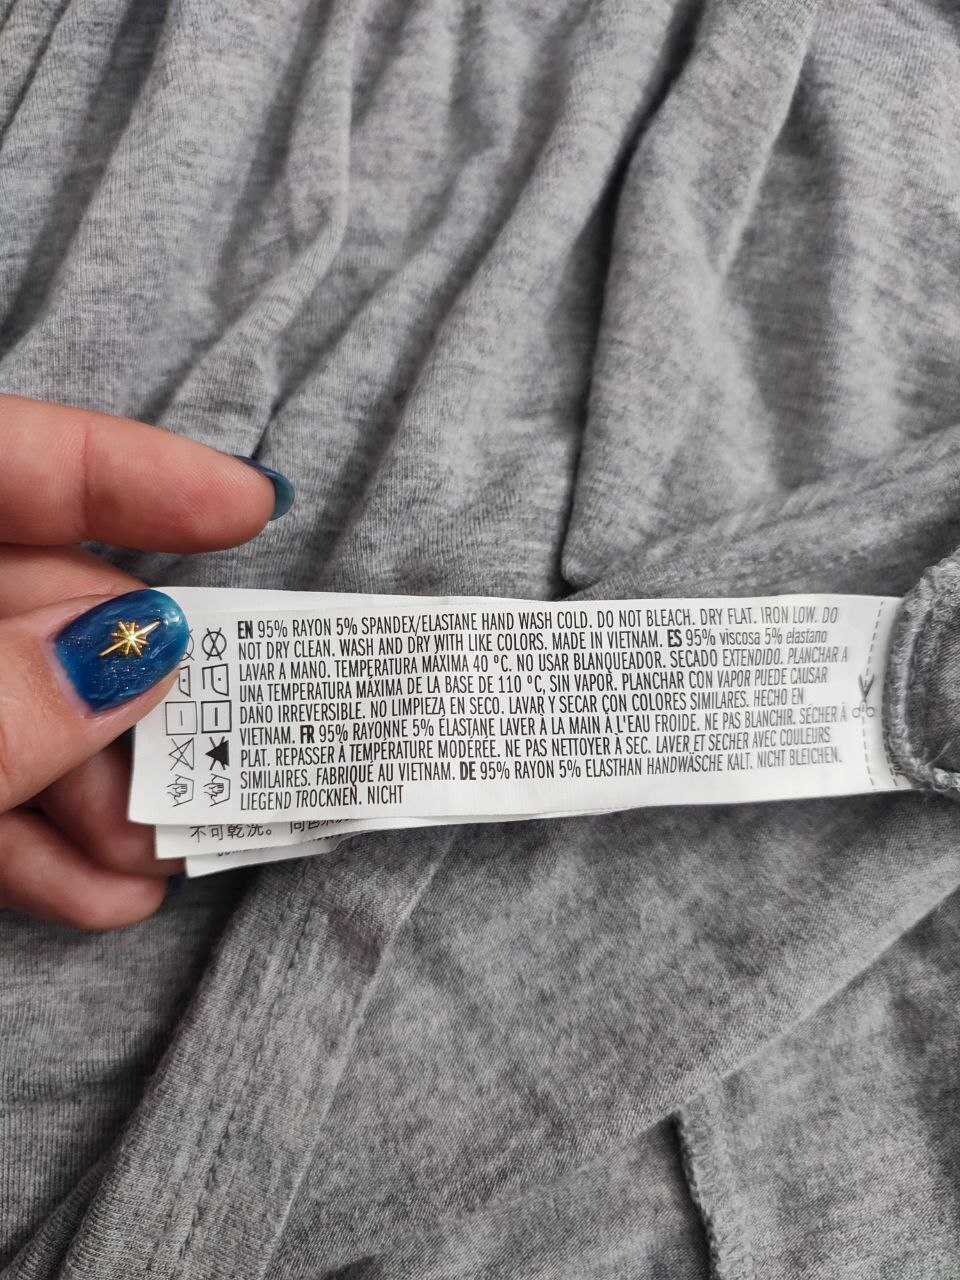 EN 95% RAYON 5% SPANDEX/ELASTANE HAND WASH COLD. DO NOT BLEACH. DRY FLAT. IRON LOW. DO
NOT DRY CLEAN. WASH AND DRY WITH LIKE COLORS. MADE IN VIETNAM. ES 95% viscosa 5% elastano
LAVAR A MANO. TEMPERATURA MÁXIMA 40 ºC. NO USAR BLANQUEADOR. SECADO EXTENDIDO. PLANCHAR A
UNA TEMPERATURA MÁXIMA DE LA BASE DE 110 ºC, SIN VAPOR. PLANCHAR CON VAPOR PUEDE CAUSAR
DAÑO IRREVERSIBLE. NO LIMPIEZA EN SECO. LAVAR Y SECAR CON COLORES SIMILARES. HECHO EN
VIETNAM. FR 95% RAYONNE 5% ÉLASTANE LAVER À LA MAIN À L'EAU FROIDE. NE PAS BLANCHIR. SÉCHER À
PLAT. REPASSER À TEMPÉRATURE MODÉRÉE. NE PAS NETTOYER À SEC. LAVER ET SÉCHER AVEC COULEURS
SIMILAIRES. FABRIQUÉ AU VIETNAM. DE 95% RAYON 5% ELASTHAN HANDWÄSCHE KALT. NICHT BLEICHEN.
LIEGEND TROCKNEN. NICHT
不可乾洗。 同色